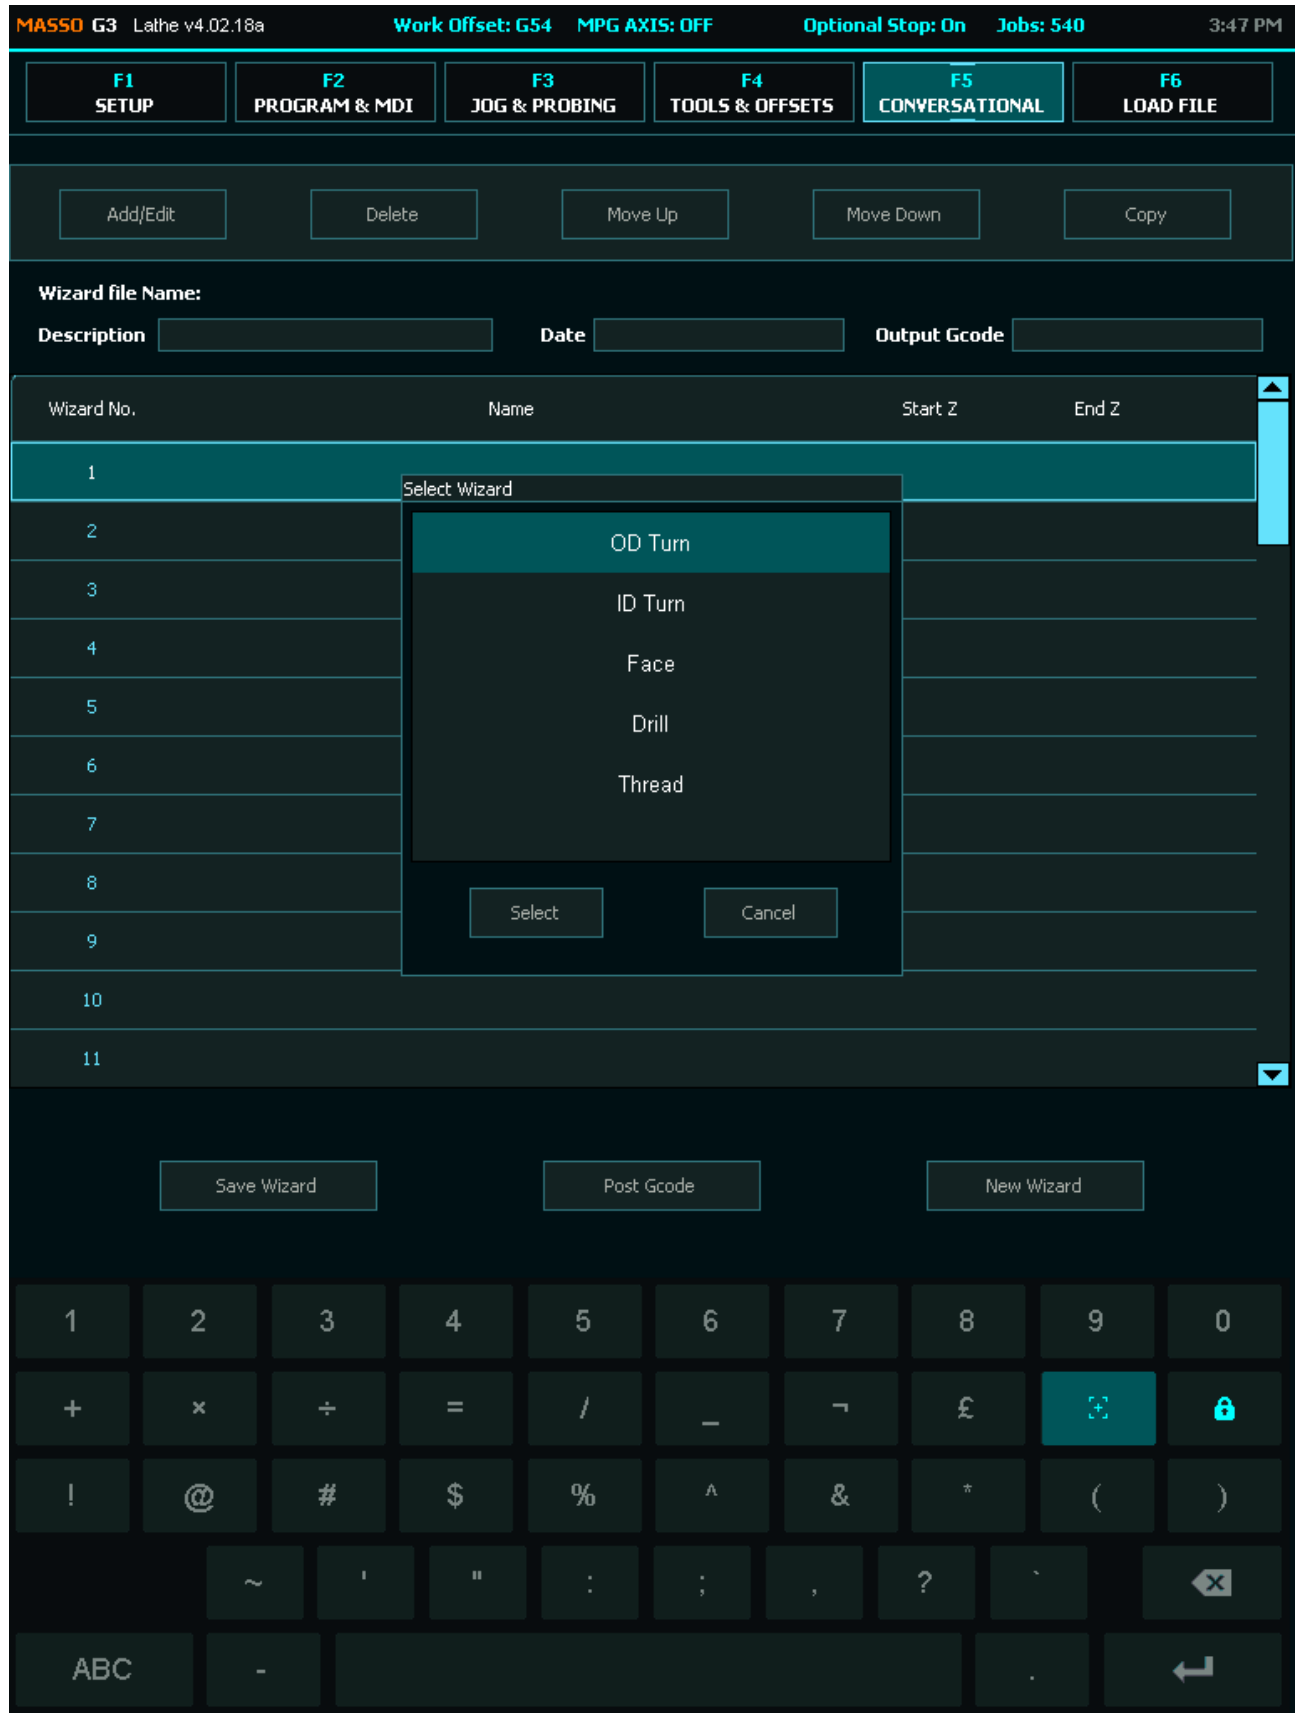 MASSO G3 Lathe v4.02.18a Work Offset: G54 MPG AXIS: OFF Optional Stop: On Jobs: 540 3:47 PM
F1 F2 F3 F4 F5 F6
SETUP PROGRAM & MDI JOG & PROBING TOOLS & OFFSETS CONVERSATIONAL LOAD FILE
Add/Edit Delete Move Up Move Down Copy
Wizard file Name:
Description Date Output Gcode
Wizard No. Name Start Z End Z
1
Select Wizard
2
OD Turn
3
ID Turn
4
Face
5
Drill
6
Thread
7
8
Select Cancel
9
10
11
Save Wizard Post Gcode New Wizard
1 2 3 4 5 6 7 8 9 0
+ × ÷ = / _ ¬ £
! @ # $ % ^ & * ( )
~ ' " : ; , ? `
ABC - .